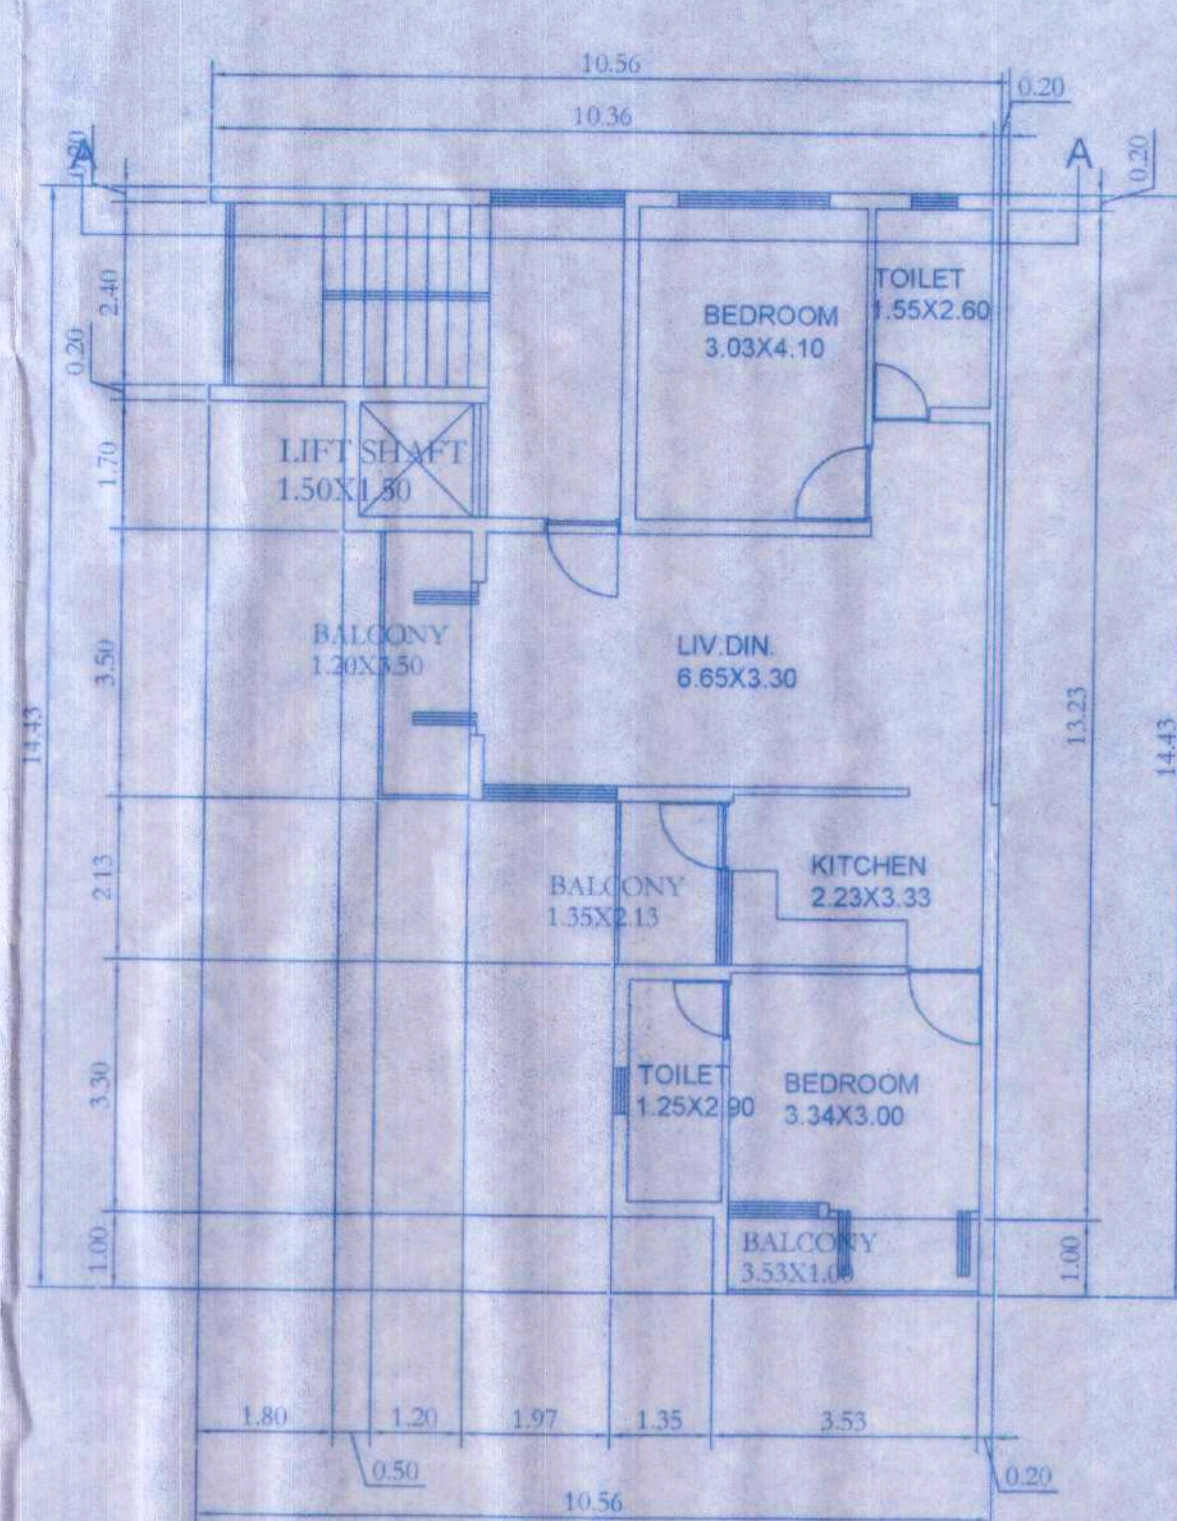 10.56
0.20
10.36
A
0.20
A
0.20
2.40
0.20
TOILET
1.55X2.60
BEDROOM
3.03X4.10
1.70
LIFT SHAFT
1.50X1.50
BALCONY
1.20X3.50
3.50
LIV.DIN.
6.65X3.30
14.43
13.23
14.43
2.13
BALCONY
1.35X2.13
KITCHEN
2.23X3.33
3.30
TOILET
1.25X2.90
BEDROOM
3.34X3.00
1.00
BALCONY
3.53X1.00
1.00
1.80
1.20
1.97
1.35
3.53
0.50
0.20
10.56